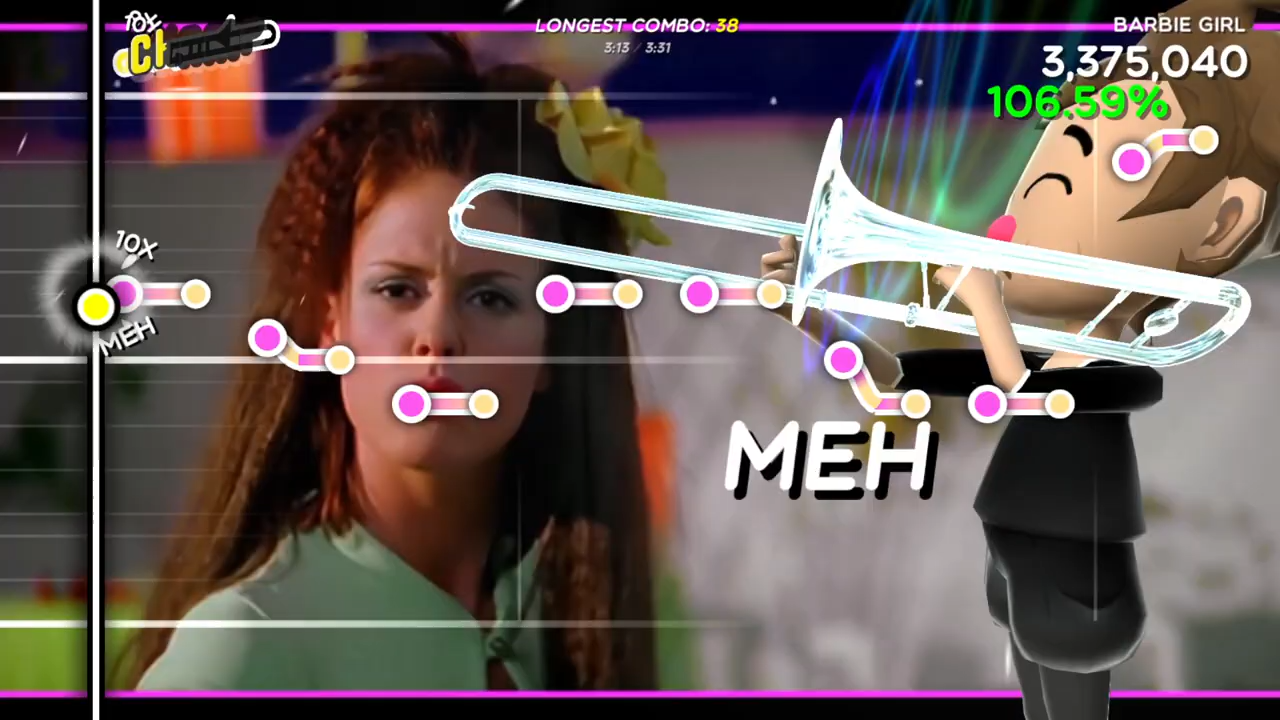 10X
LONGEST COMBO: 38
3:13 / 3:31
BARBIE GIRL
3,375,040
106.59%
10X
MEH
MEH